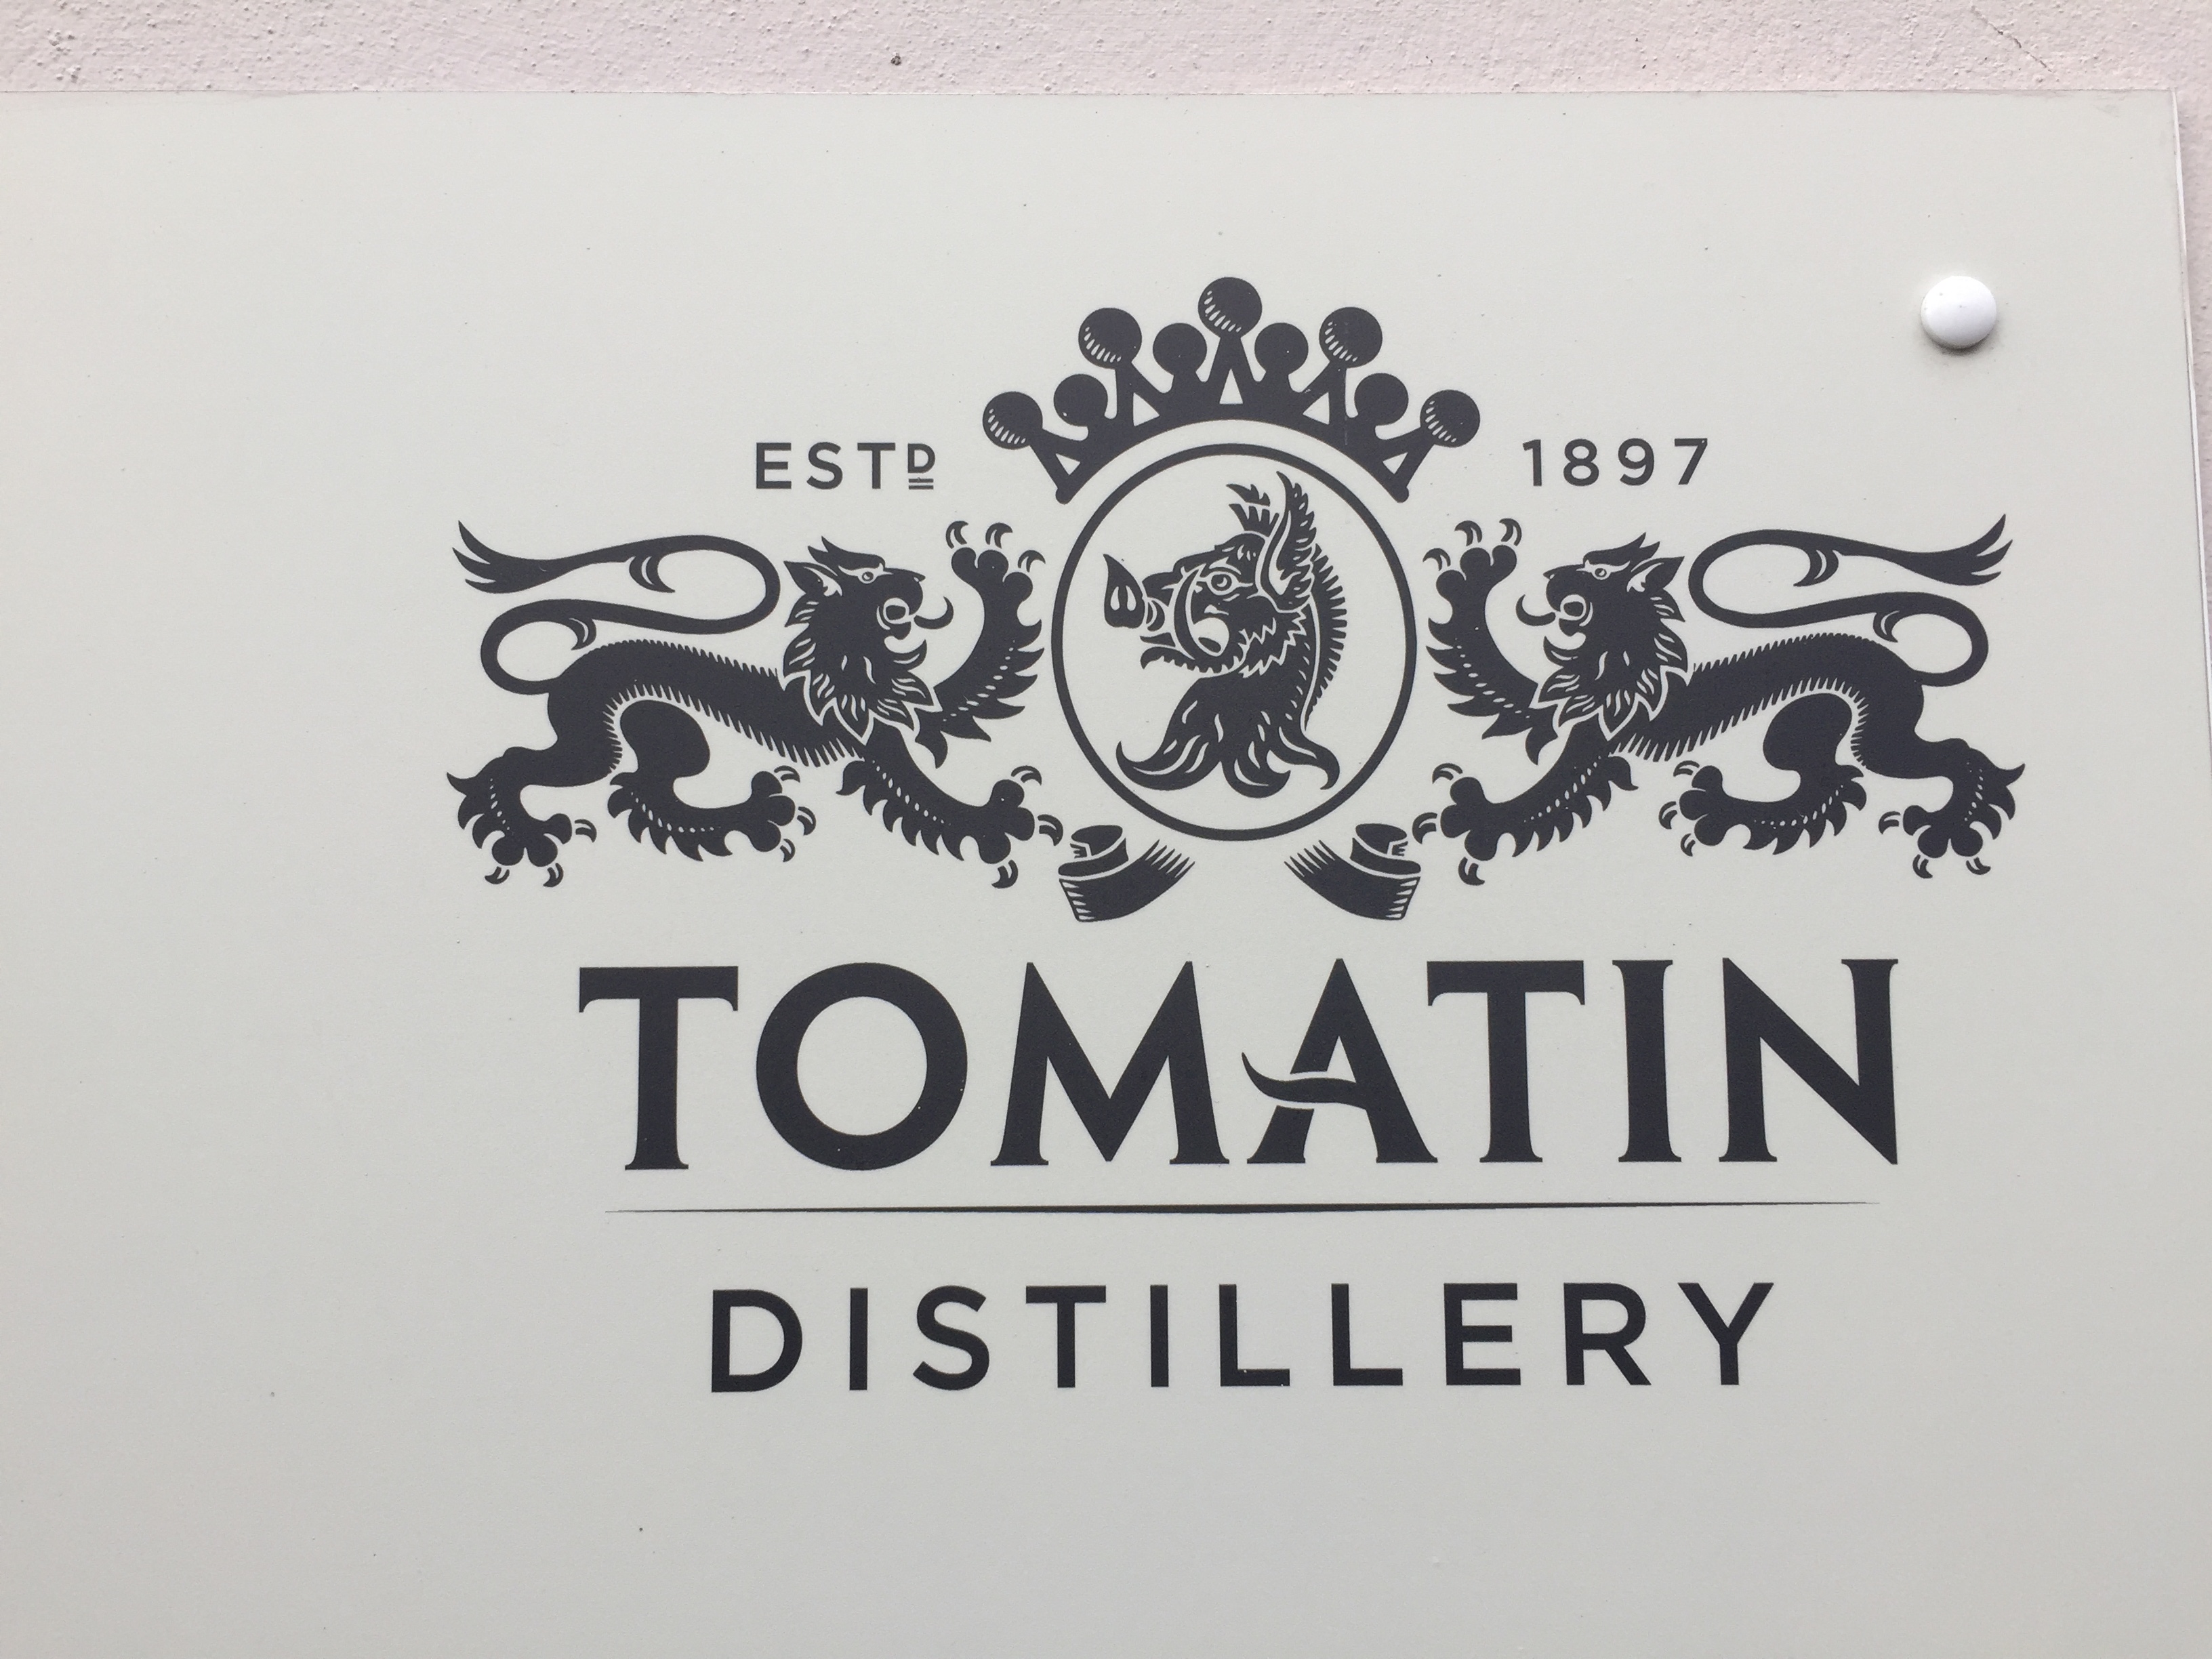 ESTD 1897
TOMATIN
DISTILLERY